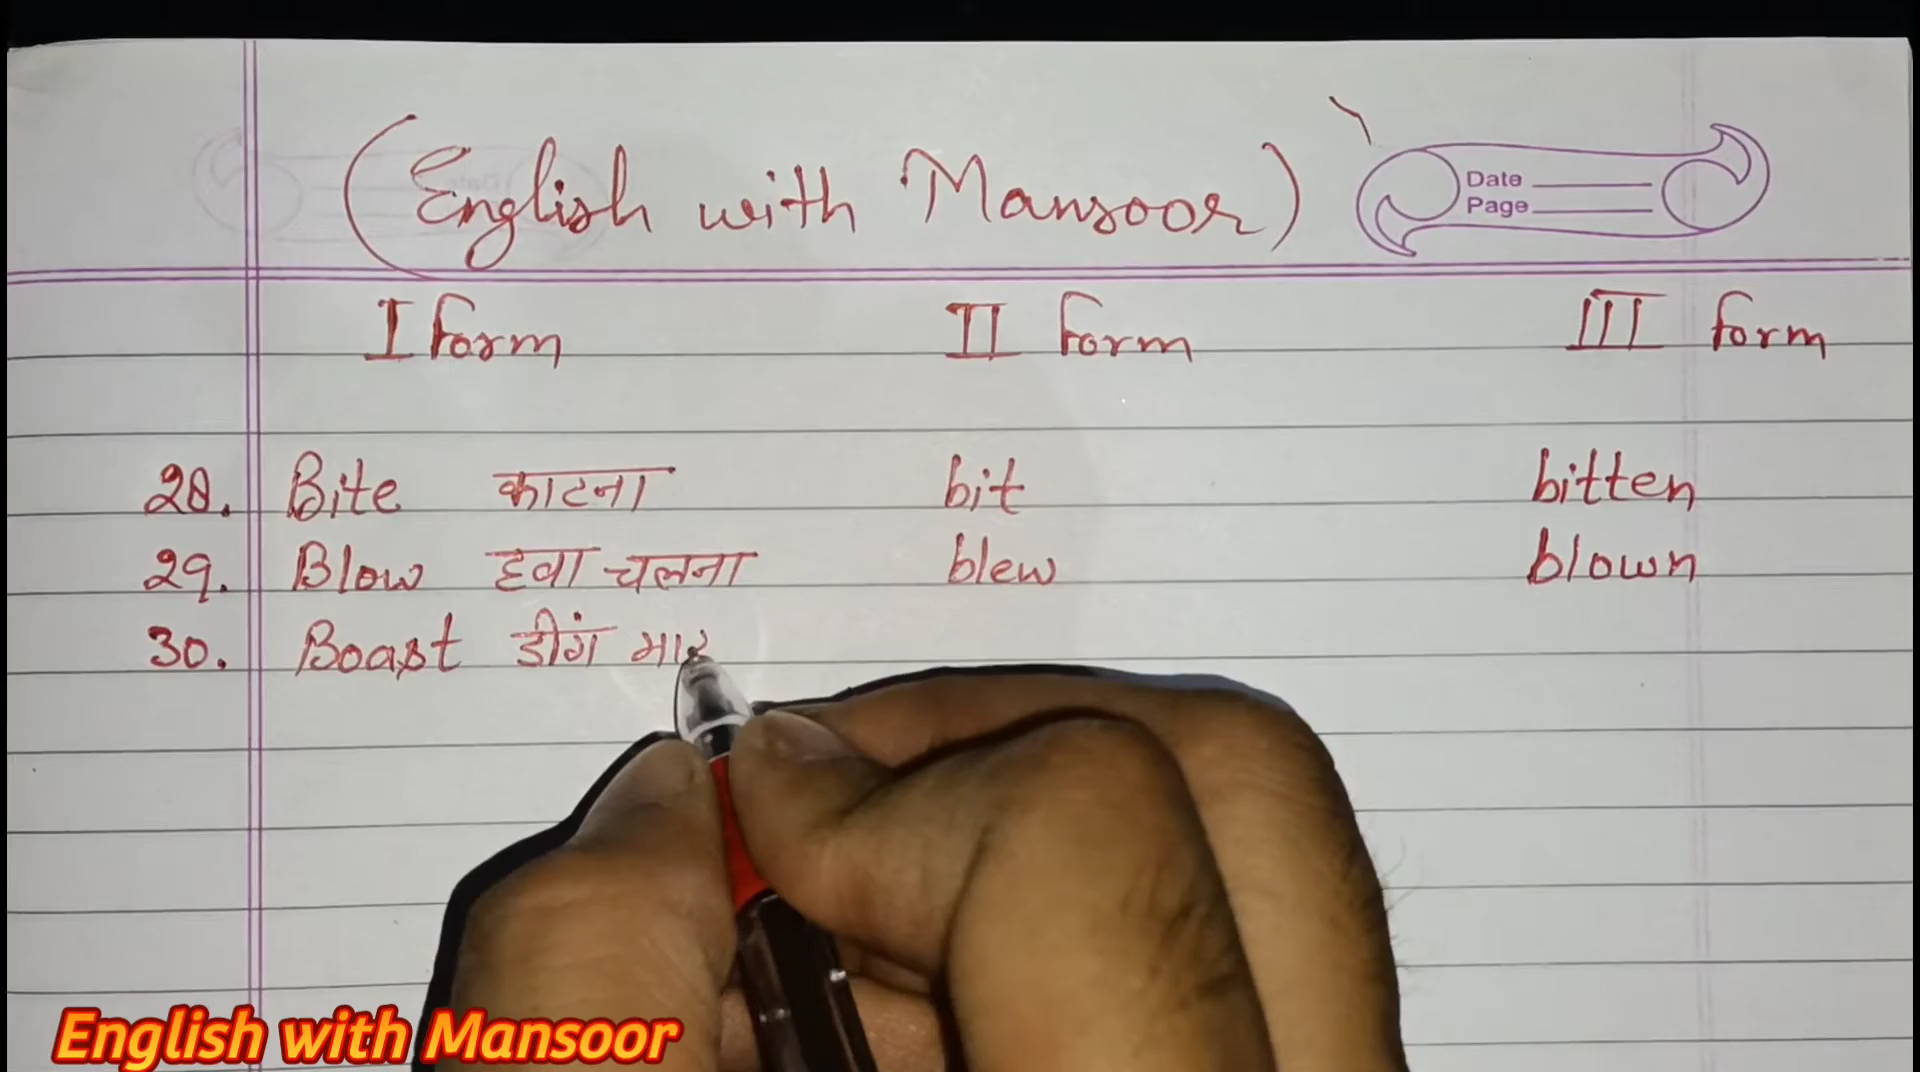 (English with Mansoor)
Date
Page
I form II form III form
28. Bite काटना bit bitten
29. Blow हवा चलना blew blown
30. Boast डींग मार
English with Mansoor